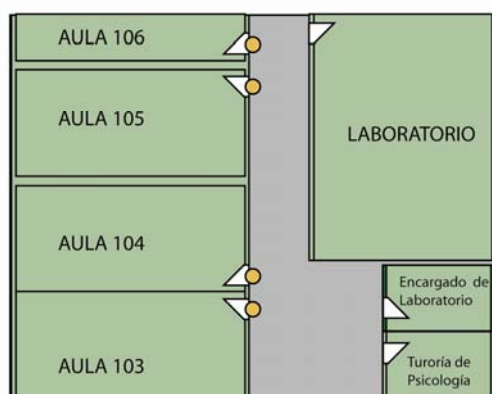 AULA 106
AULA 105
LABORATORIO
AULA 104
Encargado de
Laboratorio
AULA 103
Turoría de
Psicología